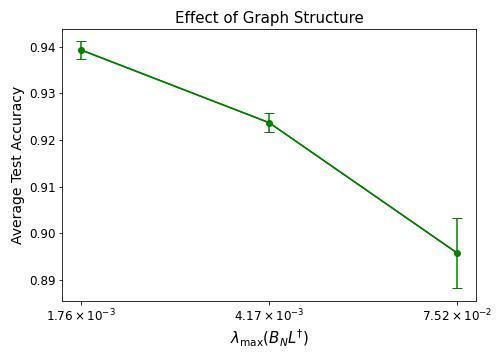 Effect of Graph Structure
Average Test Accuracy
0.94
0.93
0.92
0.91
0.90
0.89
1.76 × 10⁻³ 4.17 × 10⁻³ 7.52 × 10⁻²
λmax(B_N L†)